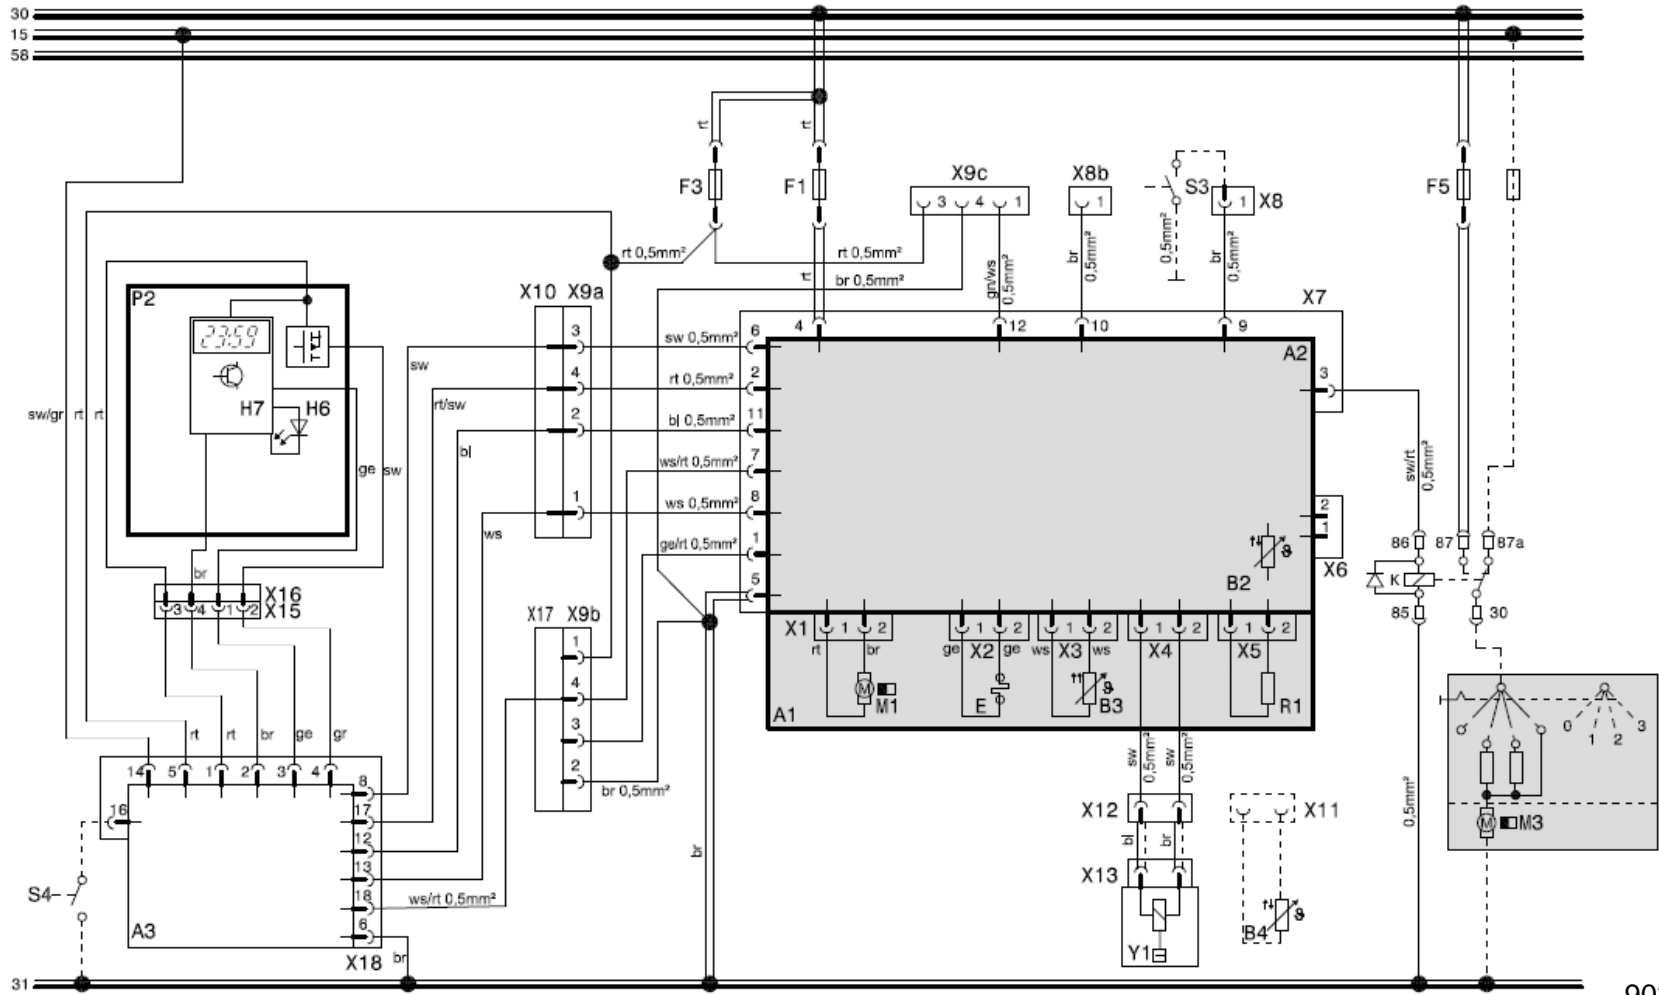 30
15
58
rt
rt
F3
F1
X9c
3 4 1
X8b
1
S3
X8
1
F5
0,5mm²
br
0,5mm²
br
0,5mm²
gn/ws
0,5mm²
rt 0,5mm²
rt 0,5mm²
br 0,5mm²
rt
X10 X9a
X7
P2
23:59
H7 H6
sw/gr
rt
rt
ge
sw
br
sw
rt/sw
bl
ws
3
4
2
1
sw 0,5mm²
rt 0,5mm²
bl 0,5mm²
ws/rt 0,5mm²
ws 0,5mm²
ge/rt 0,5mm²
6
2
11
7
8
1
5
4
12
10
9
A2
3
sw/rt
0,5mm²
2
1
X6
B2
ϑ
86
87
87a
K
85
30
X16
X15
3 4 1 2
X17 X9b
1
4
3
2
br 0,5mm²
X1
1 2
rt
br
M
M1
A1
1 2
ge
X2
ge
E
1 2
ws
X3
ws
ϑ
B3
1 2
X4
1 2
X5
R1
rt
rt
br
ge
gr
14 5 1 2 3 4
16
8
17
12
13
18
6
ws/rt 0,5mm²
S4
A3
X18
br
br
sw
0,5mm²
sw
0,5mm²
X12
bl
br
X13
Y1
X11
B4
ϑ
0,5mm²
0 1 2 3
M
M3
31